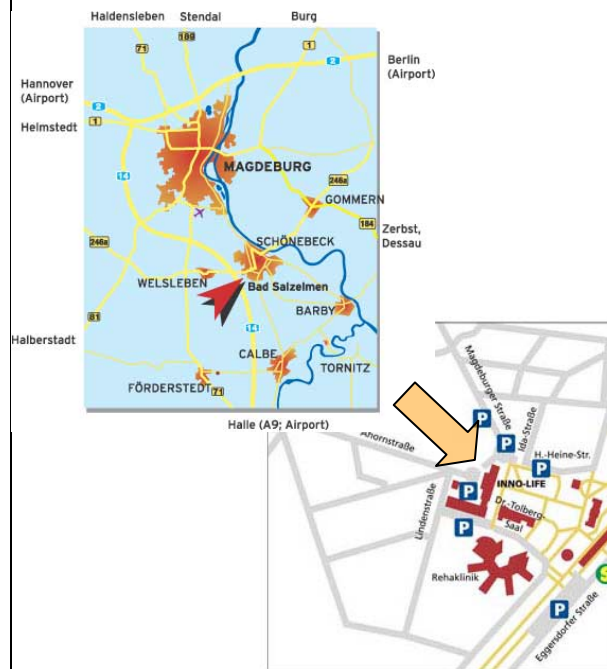 Haldensleben Stendal Burg
71
189
1
2
Berlin
(Airport)
Hannover
(Airport)
2
1
Helmstedt
14
MAGDEBURG
246a
GOMMERN
184
Zerbst,
Dessau
246a
SCHÖNEBECK
WELSLEBEN
Bad Salzelmen
81
14
BARBY
Halberstadt
CALBE
TORNITZ
FÖRDERSTEDT
71
Halle (A9; Airport)
Magdeburger Straße
Ida-Straße
P
P
Ahornstraße
H.-Heine-Str.
P
INNO-LIFE
P
Dr.-Tolberg-
Saal
Lindenstraße
P
Rehaklinik
S
P
Eggersdorfer Straße